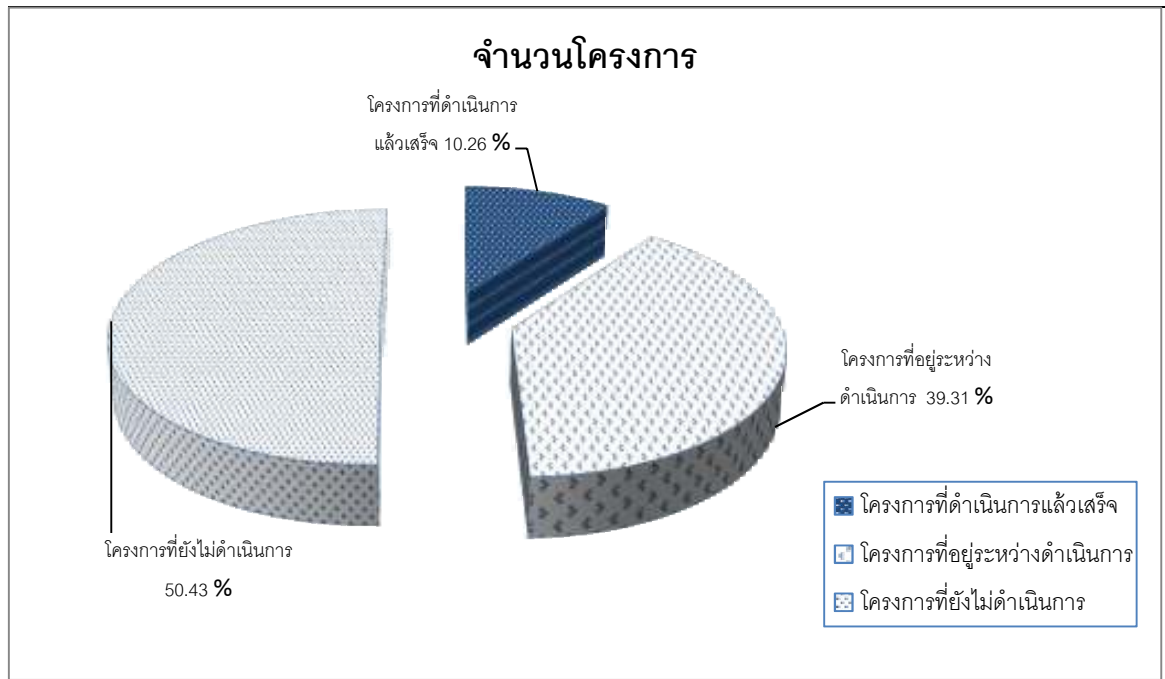 จำนวนโครงการ
โครงการที่ดำเนินการ
แล้วเสร็จ 10.26 %
โครงการที่อยู่ระหว่าง
ดำเนินการ 39.31 %
โครงการที่ยังไม่ดำเนินการ
50.43 %
โครงการที่ดำเนินการแล้วเสร็จ
โครงการที่อยู่ระหว่างดำเนินการ
โครงการที่ยังไม่ดำเนินการ